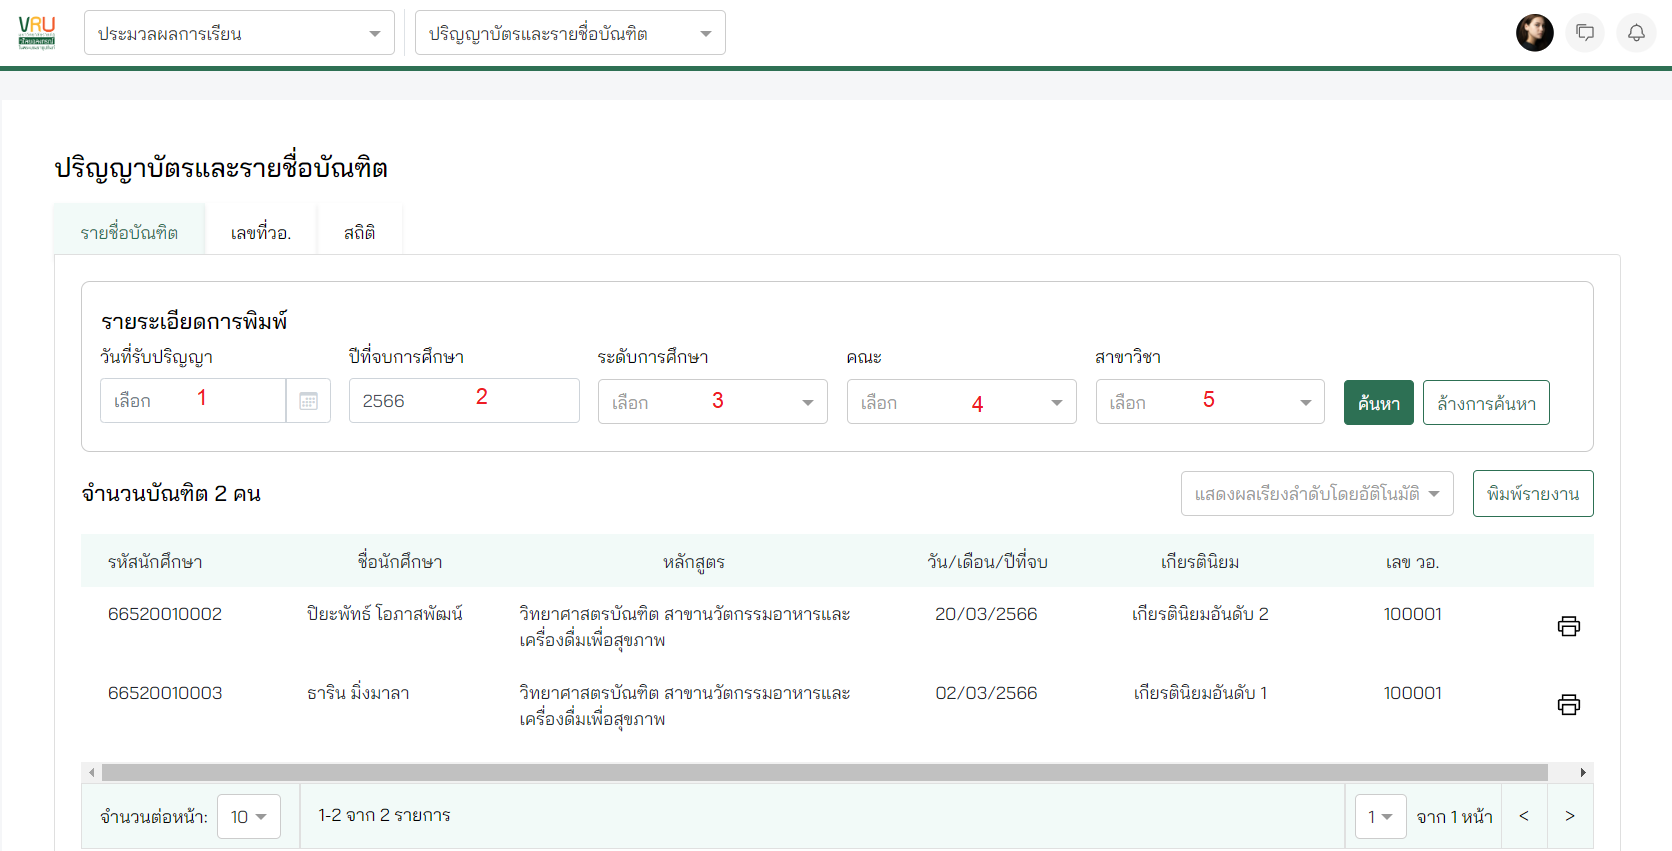 VRU
ประมวลผลการเรียน
ปริญญาบัตรและรายชื่อบัณฑิต
ปริญญาบัตรและรายชื่อบัณฑิต
รายชื่อบัณฑิต เลขที่วอ. สถิติ
รายระเอียดการพิมพ์
วันที่รับปริญญา ปีที่จบการศึกษา ระดับการศึกษา คณะ สาขาวิชา
เลือก 1 2566 2 เลือก 3 เลือก 4 เลือก 5 ค้นหา ล้างการค้นหา
จำนวนบัณฑิต 2 คน แสดงผลเรียงลำดับโดยอัติโนมัติ พิมพ์รายงาน
รหัสนักศึกษา ชื่อนักศึกษา หลักสูตร วัน/เดือน/ปีที่จบ เกียรตินิยม เลข วอ.
66520010002 ปิยะพัทธ์ โอภาสพัฒน์ วิทยาศาสตรบัณฑิต สาขานวัตกรรมอาหารและ 20/03/2566 เกียรตินิยมอันดับ 2 100001
เครื่องดื่มเพื่อสุขภาพ
66520010003 ธาริน มิ่งมาลา วิทยาศาสตรบัณฑิต สาขานวัตกรรมอาหารและ 02/03/2566 เกียรตินิยมอันดับ 1 100001
เครื่องดื่มเพื่อสุขภาพ
จำนวนต่อหน้า: 10 1-2 จาก 2 รายการ 1 จาก 1 หน้า < >